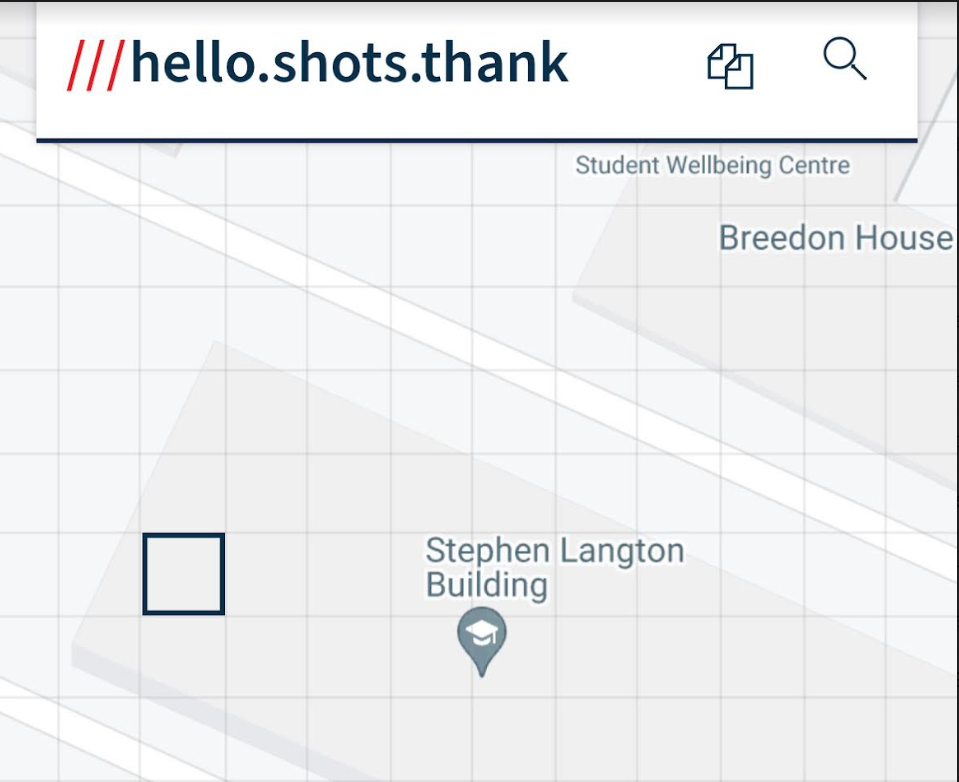 ///hello.shots.thank
Student Wellbeing Centre
Breedon House
Stephen Langton
Building